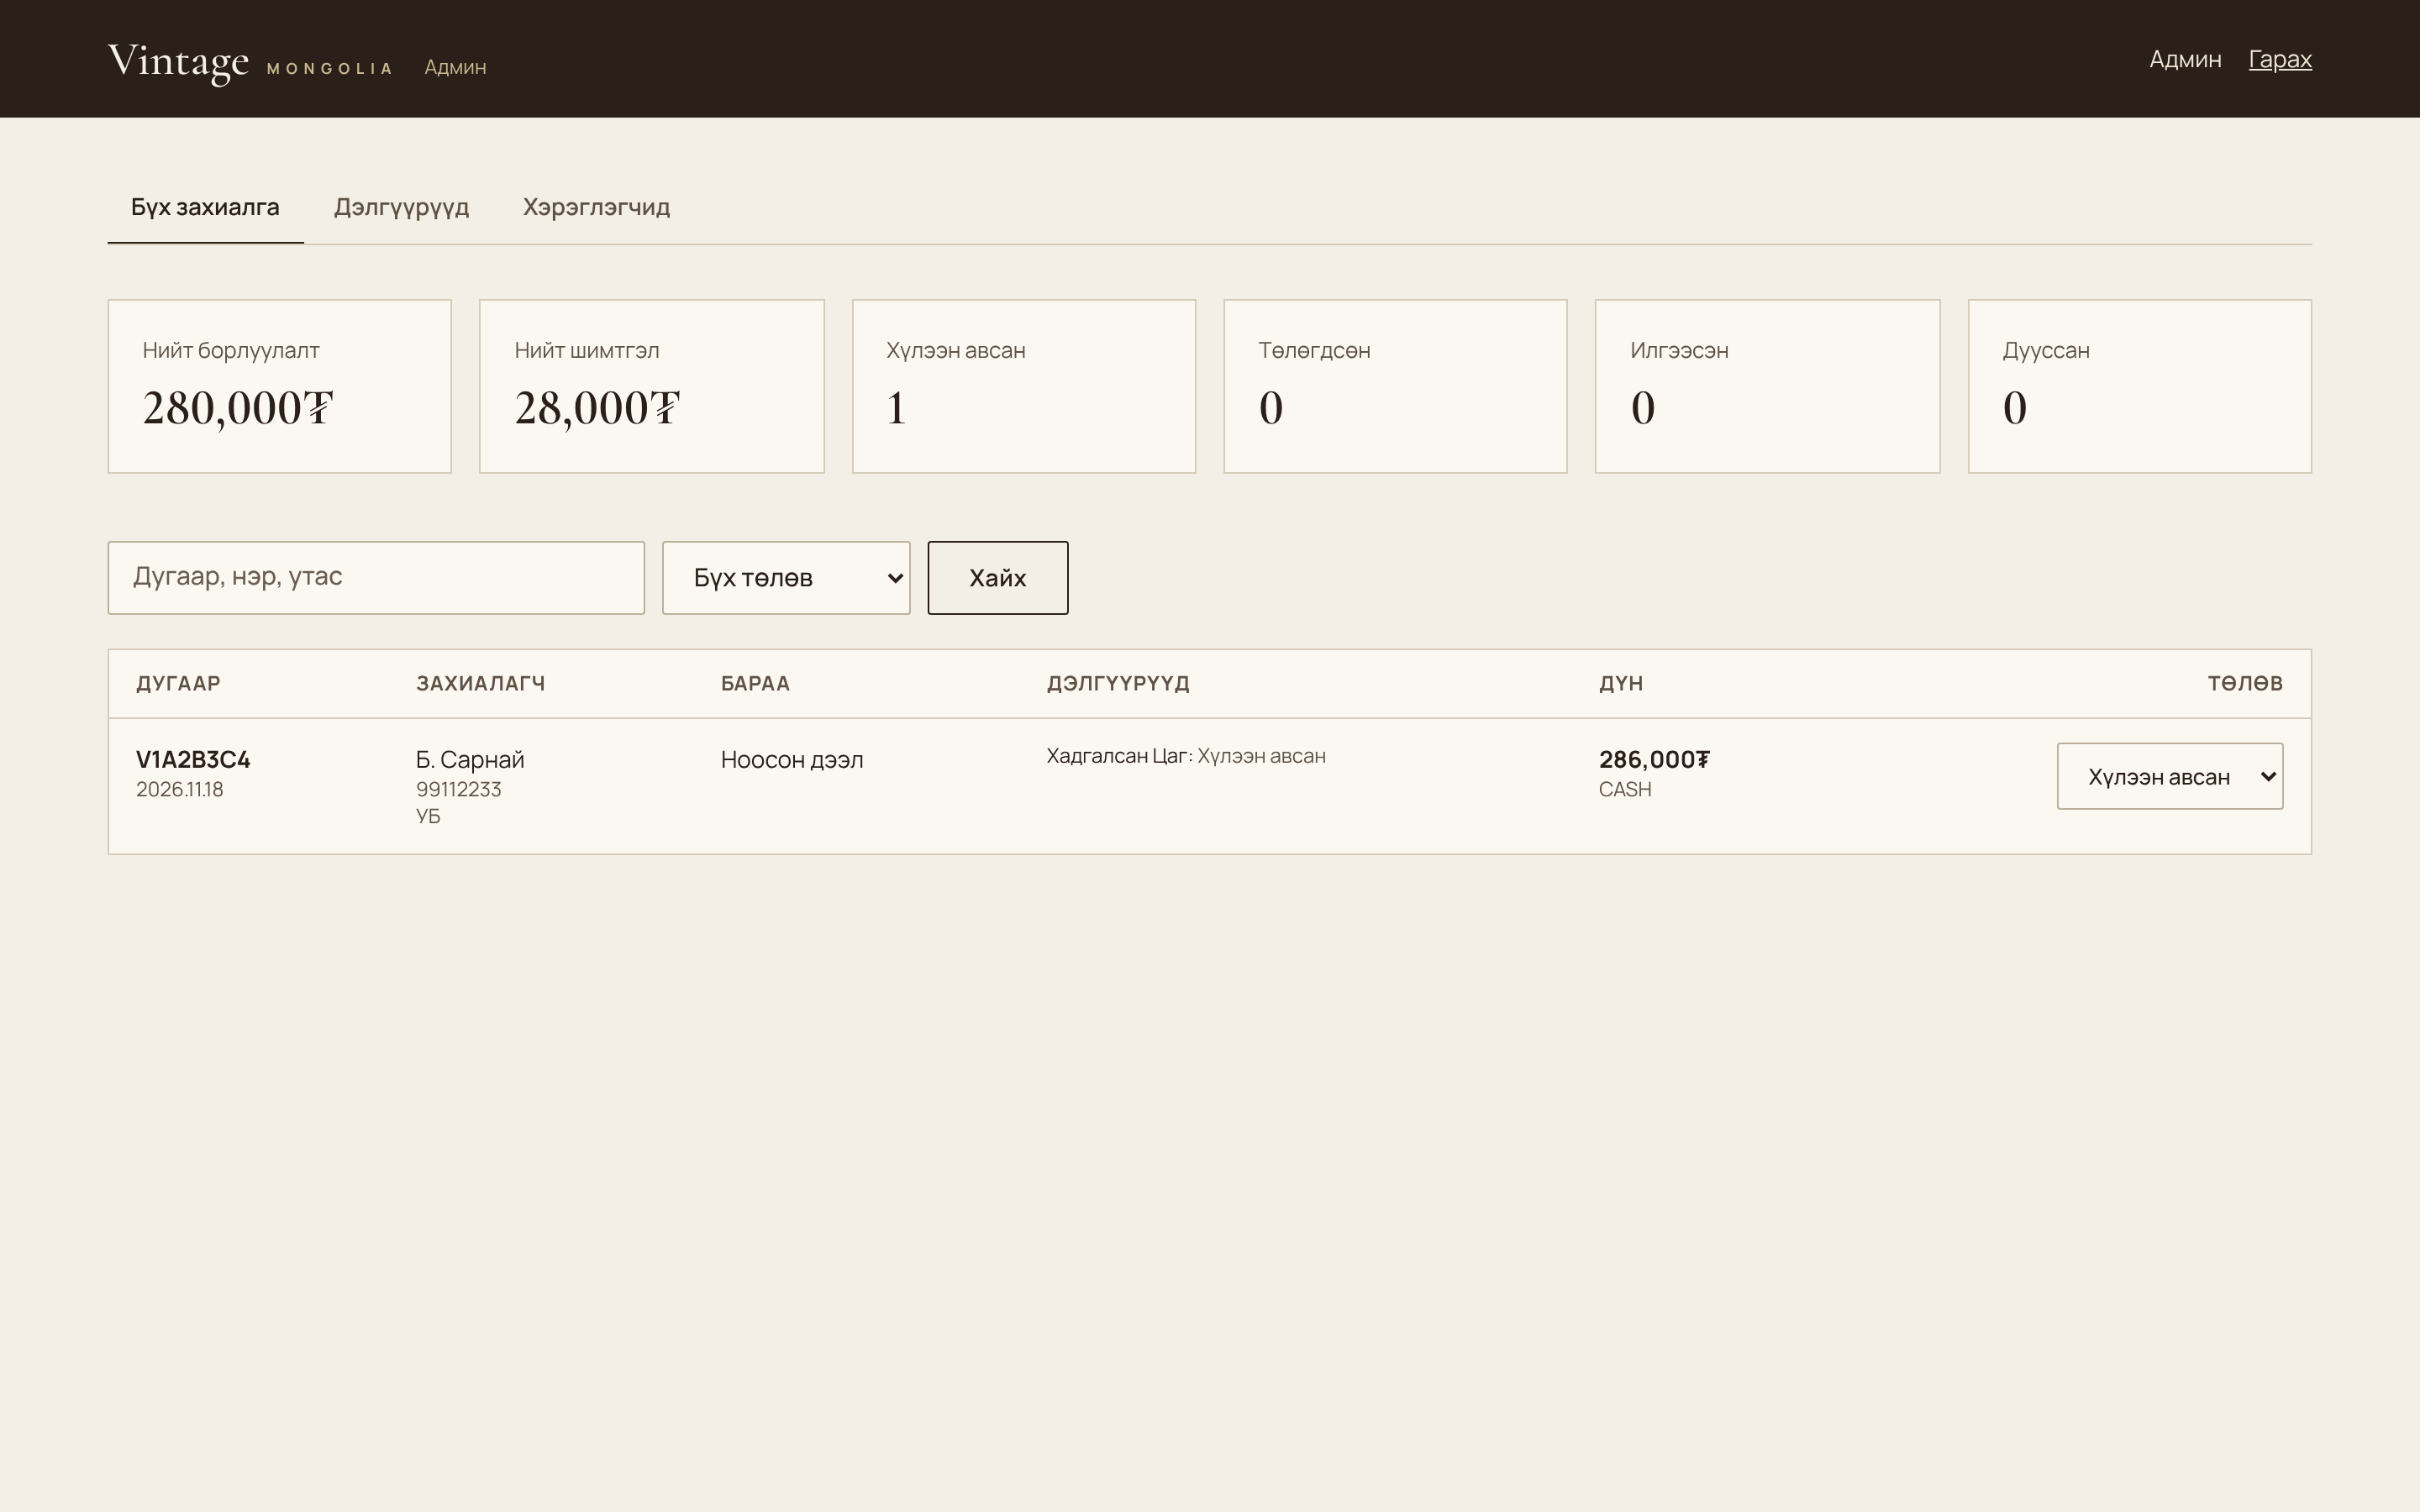 Vintage MONGOLIA Админ
Админ Гарах
Бүх захиалга Дэлгүүрүүд Хэрэглэгчид
Нийт борлуулалт Нийт шимтгэл Хүлээн авсан Төлөгдсөн Илгээсэн Дууссан
280,000₮ 28,000₮ 1 0 0 0
Дугаар, нэр, утас Бүх төлөв Хайх
ДУГААР ЗАХИАЛАГЧ БАРАА ДЭЛГҮҮРҮҮД ДҮН ТӨЛӨВ
V1A2B3C4 Б. Сарнай Ноосон дээл Хадгалсан Цаг: Хүлээн авсан 286,000₮ Хүлээн авсан
2026.11.18 99112233 CASH
УБ